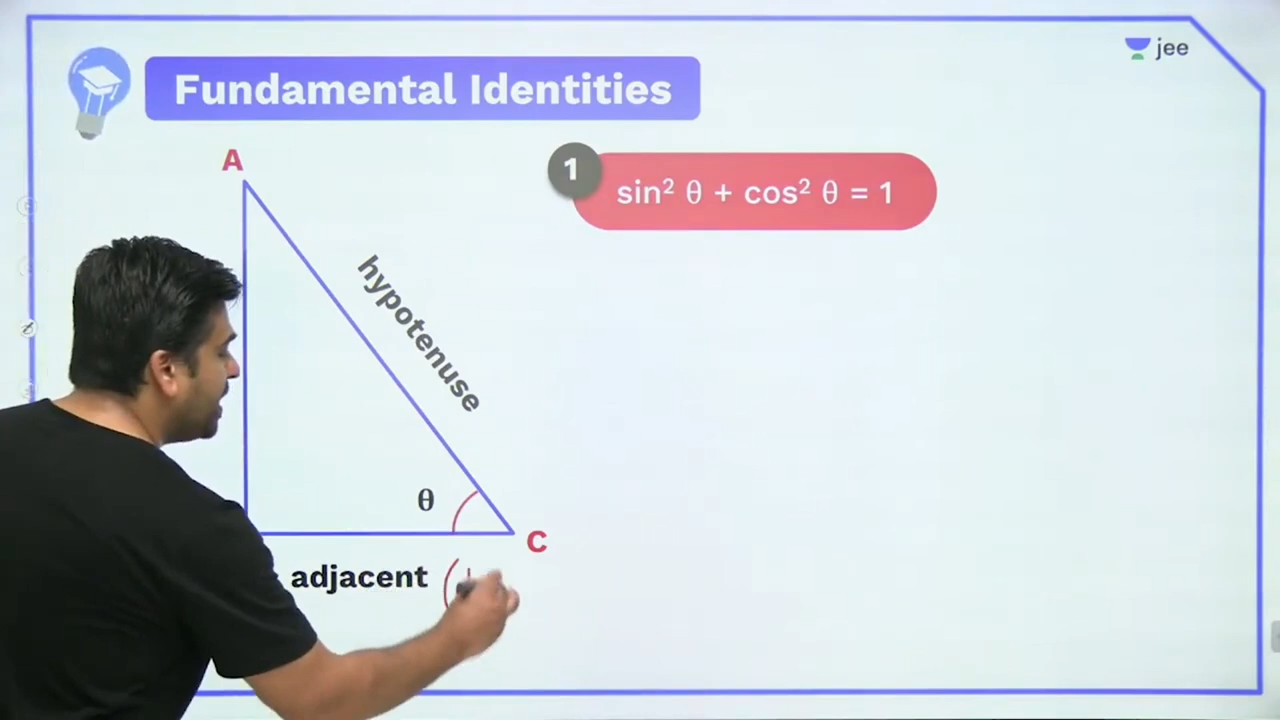 jee
Fundamental Identities
A
1
sin² θ + cos² θ = 1
hypotenuse
θ
C
adjacent (